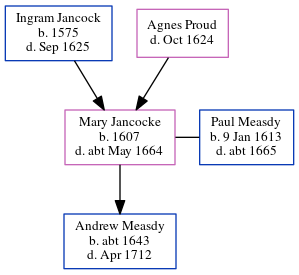 Ingram Jancock
b. 1575
d. Sep 1625
Agnes Proud
d. Oct 1624
Mary Jancocke
b. 1607
d. abt May 1664
Paul Measdy
b. 9 Jan 1613
d. abt 1665
Andrew Measdy
b. abt 1643
d. Apr 1712